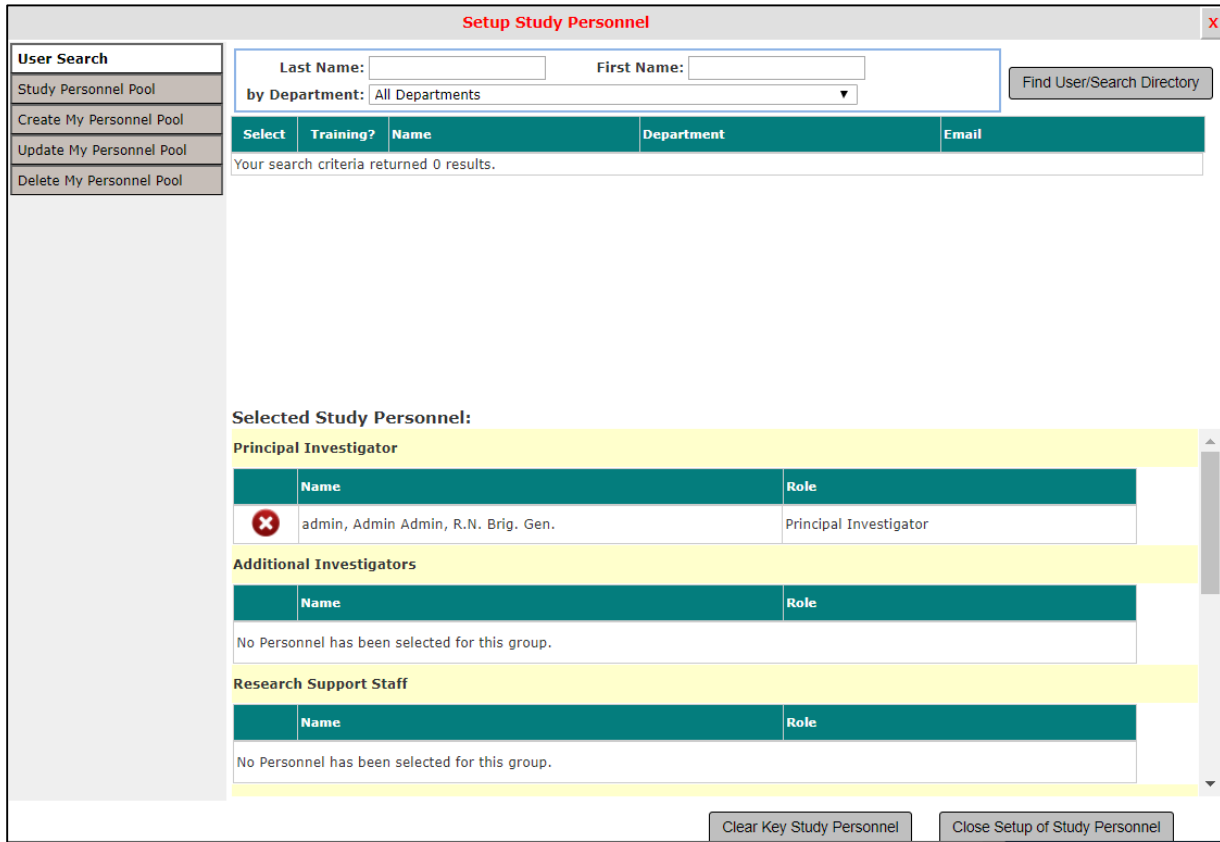 Setup Study Personnel X
User Search
Study Personnel Pool
Create My Personnel Pool
Update My Personnel Pool
Delete My Personnel Pool
Last Name: First Name:
by Department: All Departments
Find User/Search Directory
Select Training? Name Department Email
Your search criteria returned 0 results.
Selected Study Personnel:
Principal Investigator
Name Role
admin, Admin Admin, R.N. Brig. Gen. Principal Investigator
Additional Investigators
Name Role
No Personnel has been selected for this group.
Research Support Staff
Name Role
No Personnel has been selected for this group.
Clear Key Study Personnel Close Setup of Study Personnel